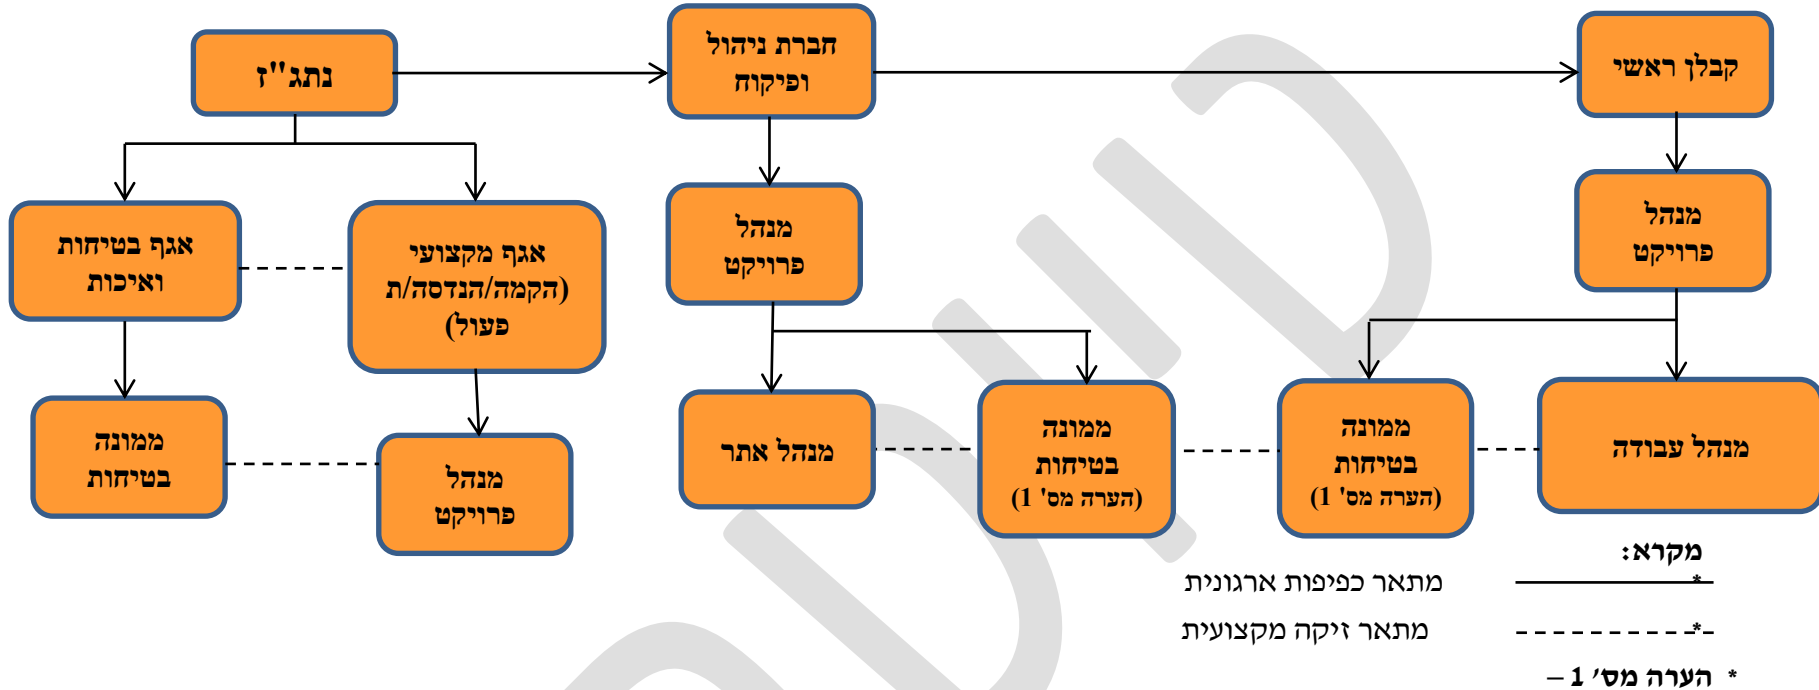 נתג"ז
חברת ניהול
ופיקוח
קבלן ראשי
אגף בטיחות
ואיכות
אגף מקצועי
(הקמה/הנדסה/ת
פעול)
מנהל
פרויקט
מנהל
פרויקט
ממונה
בטיחות
מנהל
פרויקט
מנהל אתר
ממונה
בטיחות
(הערה מס' 1)
ממונה
בטיחות
(הערה מס' 1)
מנהל עבודה
מקרא:
* מתאר כפיפות ארגונית
* מתאר זיקה מקצועית
* הערה מס' 1 –